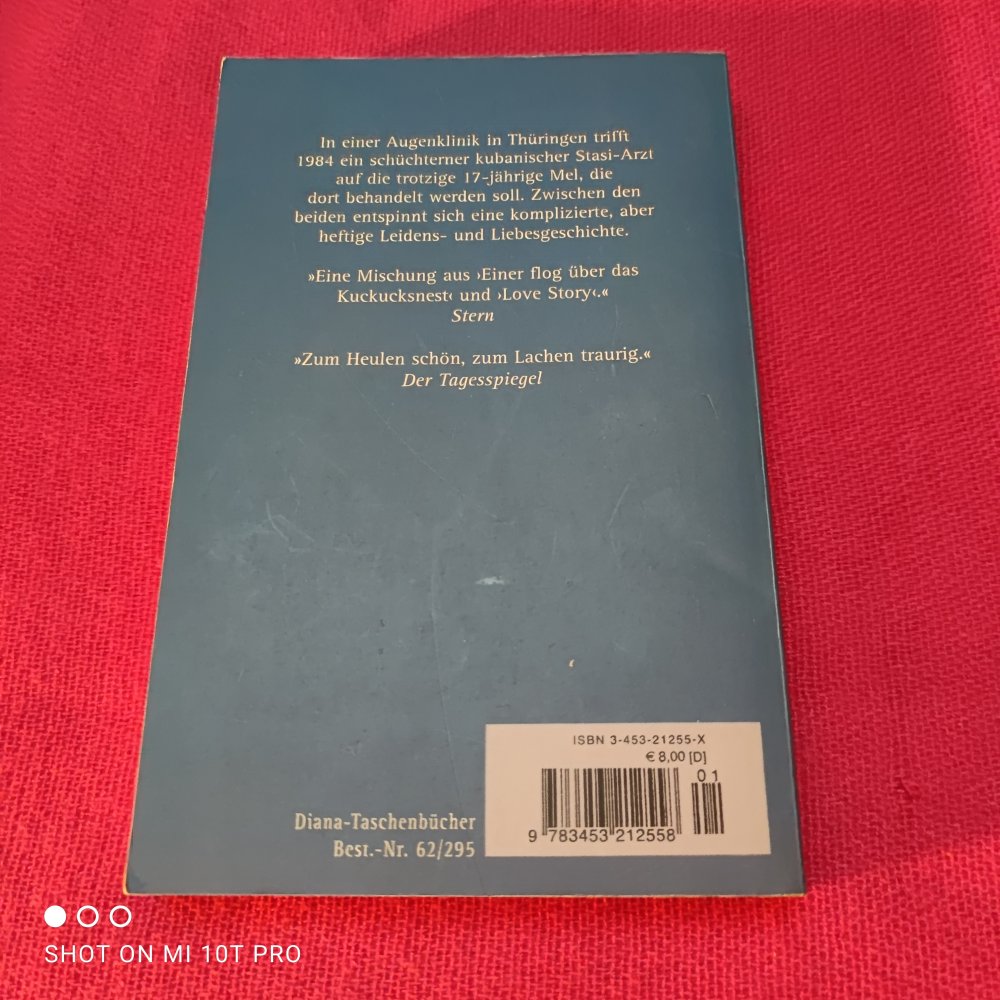 In einer Augenklinik in Thüringen trifft
1984 ein schüchterner kubanischer Stasi-Arzt
auf die trotzige 17-jährige Mel, die
dort behandelt werden soll. Zwischen den
beiden entspinnt sich eine komplizierte, aber
heftige Leidens- und Liebesgeschichte.
»Eine Mischung aus ›Einer flog über das
Kuckucksnest‹ und ›Love Story‹.«
Stern
»Zum Heulen schön, zum Lachen traurig.«
Der Tagesspiegel
ISBN 3-453-21255-X
€ 8,00 [D]
01
9 783453 212558
Diana-Taschenbücher
Best.-Nr. 62/295
SHOT ON MI 10T PRO